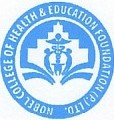 NOBEL COLLEGE OF HEALTH & EDUCATION FOUNDATION (P.) LTD.